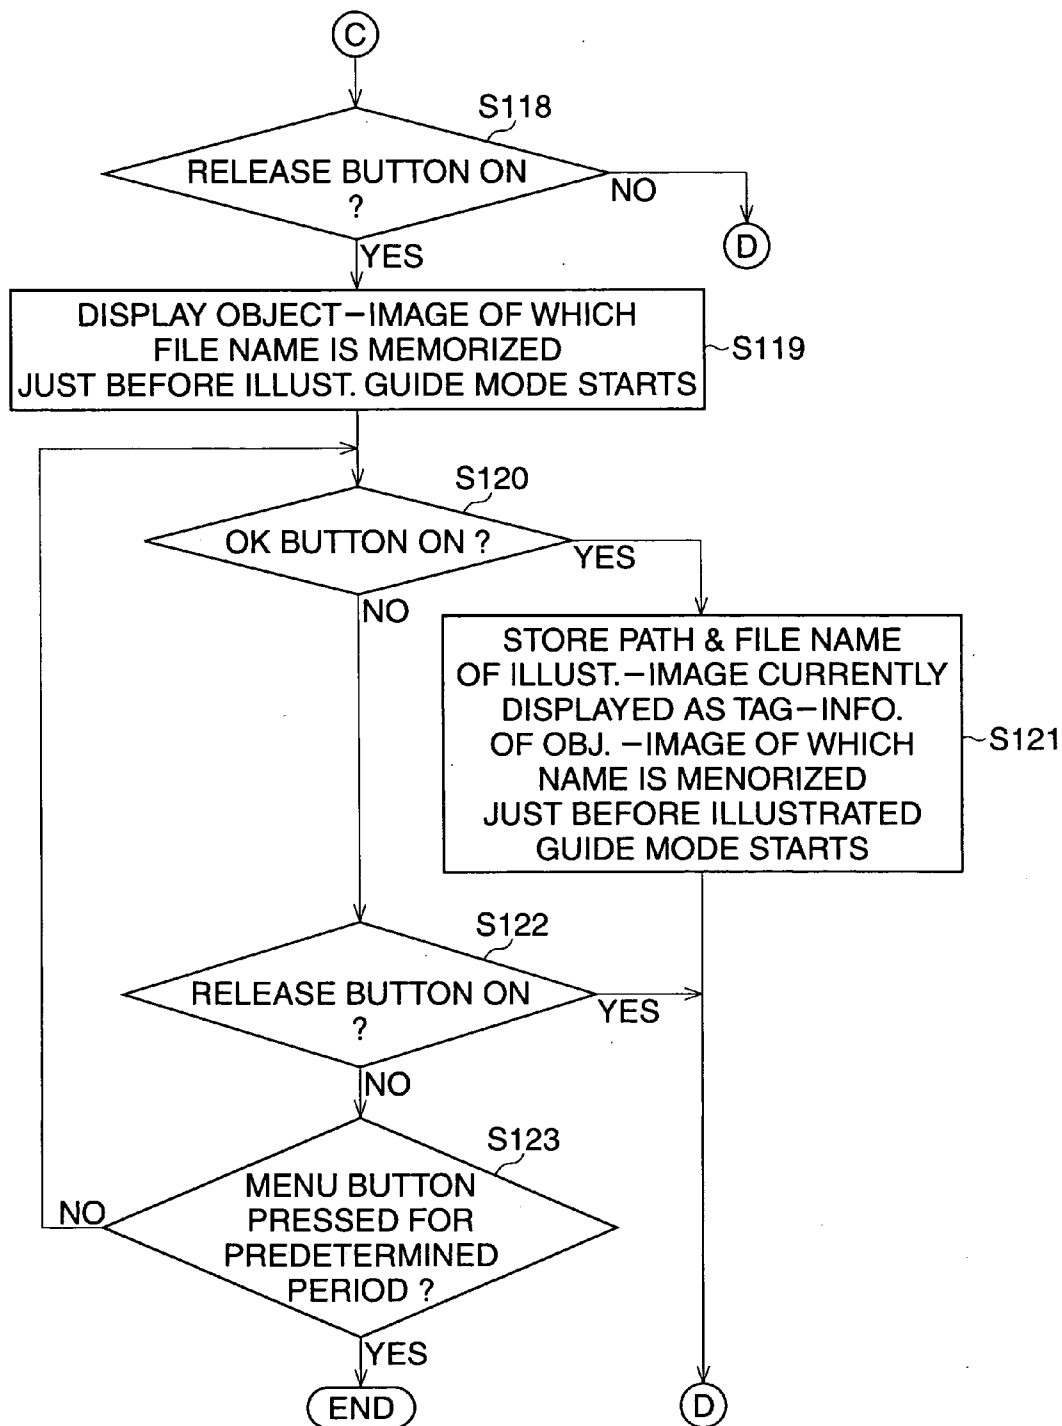 C
S118
RELEASE BUTTON ON
?
NO
D
YES
DISPLAY OBJECT−IMAGE OF WHICH
FILE NAME IS MEMORIZED
JUST BEFORE ILLUST. GUIDE MODE STARTS
S119
S120
OK BUTTON ON ?
YES
NO
STORE PATH & FILE NAME
OF ILLUST.−IMAGE CURRENTLY
DISPLAYED AS TAG−INFO.
OF OBJ. −IMAGE OF WHICH
NAME IS MENORIZED
JUST BEFORE ILLUSTRATED
GUIDE MODE STARTS
S121
S122
RELEASE BUTTON ON
?
YES
NO
S123
MENU BUTTON
PRESSED FOR
PREDETERMINED
PERIOD ?
NO
YES
END
D